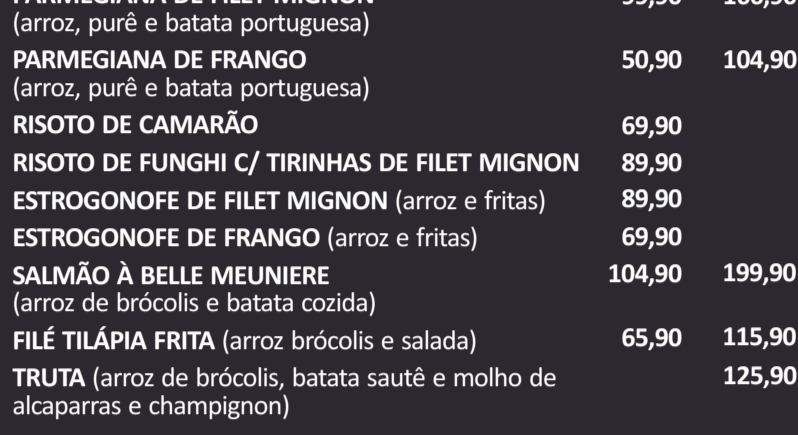 PARMEGIANA DE FILET MIGNON
(arroz, purê e batata portuguesa)
PARMEGIANA DE FRANGO 50,90 104,90
(arroz, purê e batata portuguesa)
RISOTO DE CAMARÃO 69,90
RISOTO DE FUNGHI C/ TIRINHAS DE FILET MIGNON 89,90
ESTROGONOFE DE FILET MIGNON (arroz e fritas) 89,90
ESTROGONOFE DE FRANGO (arroz e fritas) 69,90
SALMÃO À BELLE MEUNIERE 104,90 199,90
(arroz de brócolis e batata cozida)
FILÉ TILÁPIA FRITA (arroz brócolis e salada) 65,90 115,90
TRUTA (arroz de brócolis, batata sautê e molho de 125,90
alcaparras e champignon)